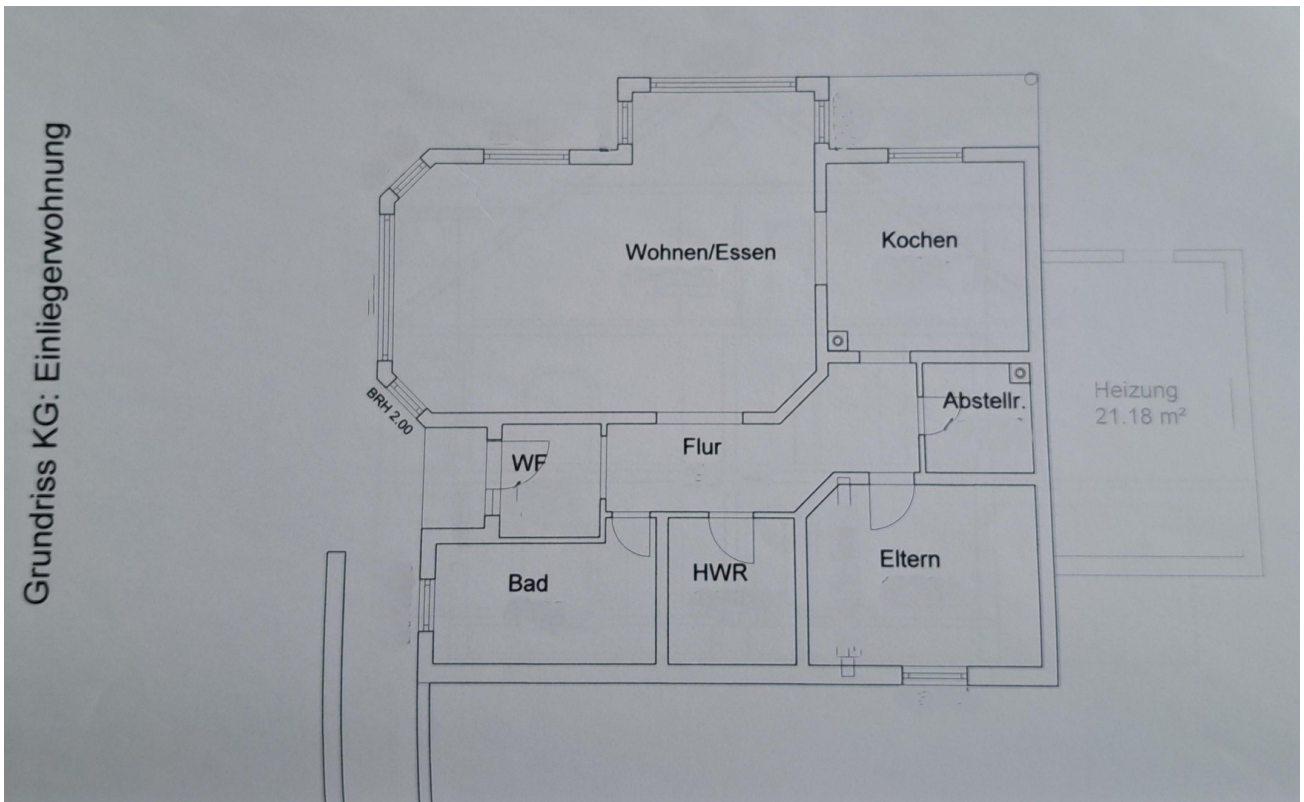 Grundriss KG: Einliegerwohnung
Wohnen/Essen
Kochen
BRH 2.00
Abstellr.
Heizung
21.18 m²
Flur
WF
Bad
HWR
Eltern